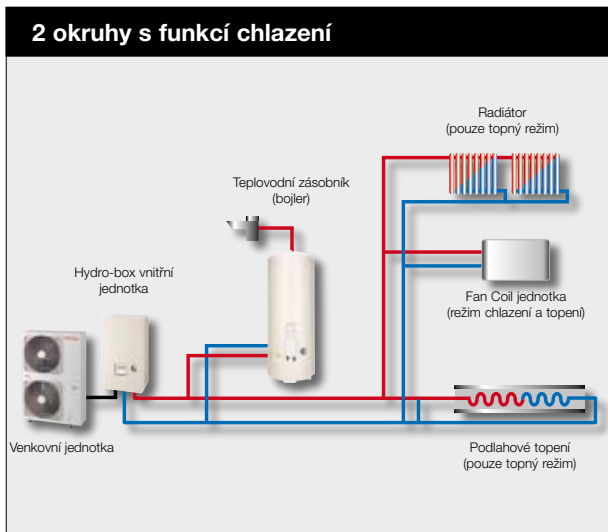 2 okruhy s funkcí chlazení
Radiátor
(pouze topný režim)
Teplovodní zásobník
(bojler)
Hydro-box vnitřní
jednotka
Fan Coil jednotka
(režim chlazení a topení)
Venkovní jednotka
Podlahové topení
(pouze topný režim)